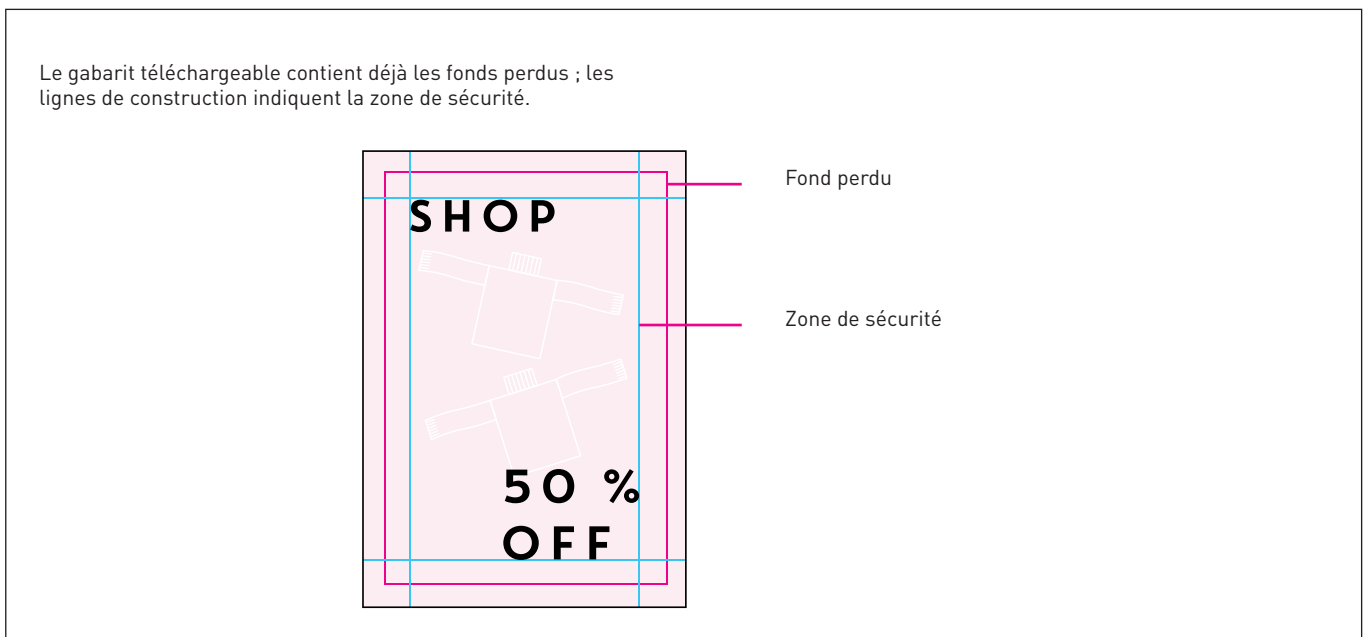 Le gabarit téléchargeable contient déjà les fonds perdus ; les
lignes de construction indiquent la zone de sécurité.
Fond perdu
SHOP
Zone de sécurité
50 %
OFF